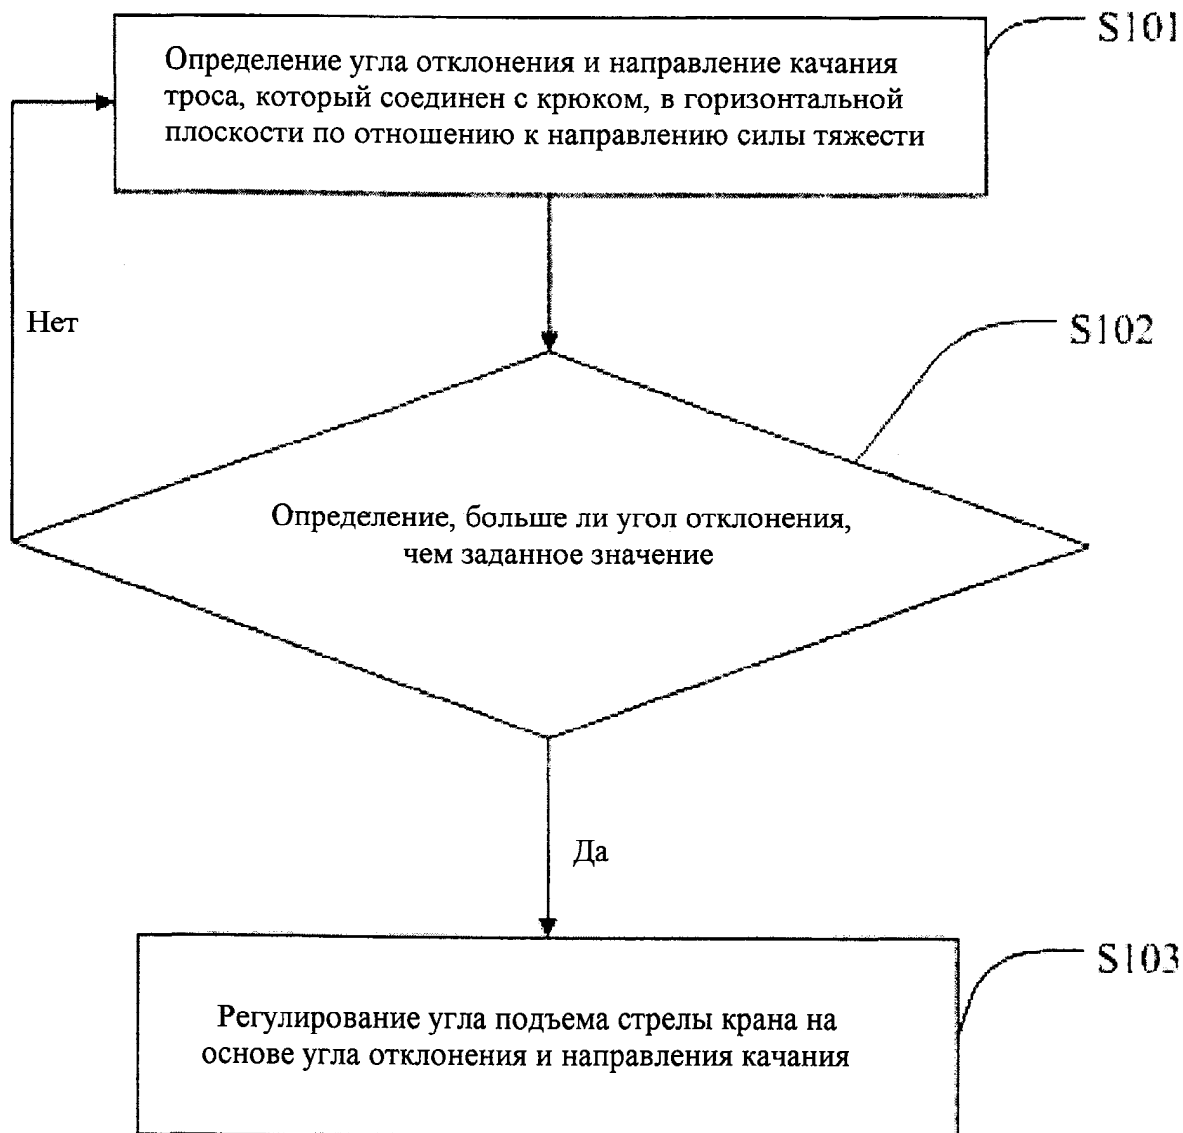 S101
Определение угла отклонения и направление качания
троса, который соединен с крюком, в горизонтальной
плоскости по отношению к направлению силы тяжести
Нет
S102
Определение, больше ли угол отклонения,
чем заданное значение
Да
S103
Регулирование угла подъема стрелы крана на
основе угла отклонения и направления качания